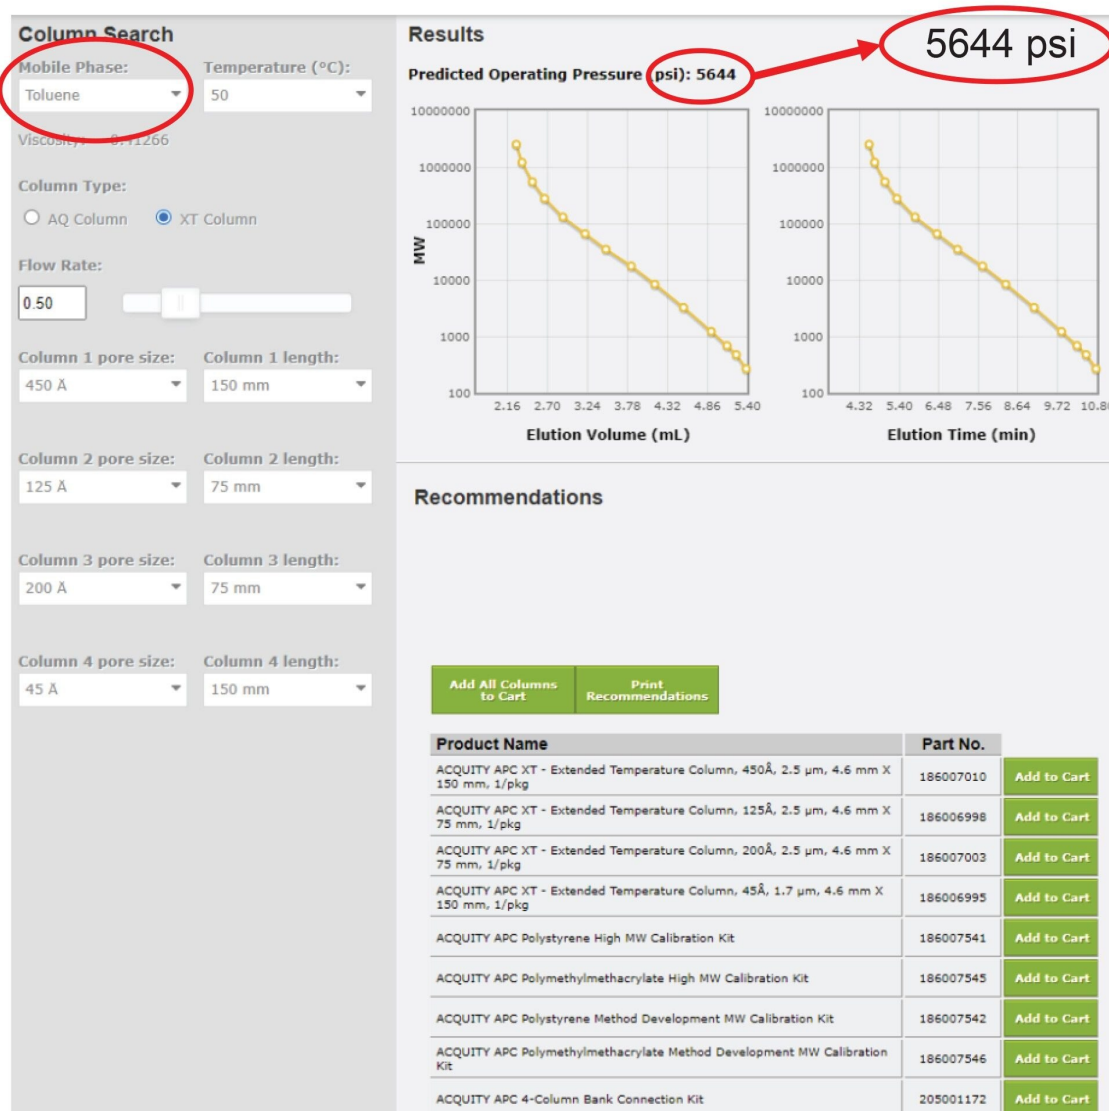 Column Search
Mobile Phase:
Temperature (°C):
Toluene
50
Viscosity: 0.41266
Column Type:
AQ Column
XT Column
Flow Rate:
0.50
Column 1 pore size:
Column 1 length:
450 Å
150 mm
Column 2 pore size:
Column 2 length:
125 Å
75 mm
Column 3 pore size:
Column 3 length:
200 Å
75 mm
Column 4 pore size:
Column 4 length:
45 Å
150 mm
Results
5644 psi
Predicted Operating Pressure (psi): 5644
10000000
1000000
100000
10000
1000
100
MW
2.16 2.70 3.24 3.78 4.32 4.86 5.40
Elution Volume (mL)
10000000
1000000
100000
10000
1000
100
4.32 5.40 6.48 7.56 8.64 9.72 10.80
Elution Time (min)
Recommendations
Add All Columns
to Cart
Print
Recommendations
Product Name
Part No.
ACQUITY APC XT - Extended Temperature Column, 450Å, 2.5 µm, 4.6 mm X
150 mm, 1/pkg
186007010
Add to Cart
ACQUITY APC XT - Extended Temperature Column, 125Å, 2.5 µm, 4.6 mm X
75 mm, 1/pkg
186006998
Add to Cart
ACQUITY APC XT - Extended Temperature Column, 200Å, 2.5 µm, 4.6 mm X
75 mm, 1/pkg
186007003
Add to Cart
ACQUITY APC XT - Extended Temperature Column, 45Å, 1.7 µm, 4.6 mm X
150 mm, 1/pkg
186006995
Add to Cart
ACQUITY APC Polystyrene High MW Calibration Kit
186007541
Add to Cart
ACQUITY APC Polymethylmethacrylate High MW Calibration Kit
186007545
Add to Cart
ACQUITY APC Polystyrene Method Development MW Calibration Kit
186007542
Add to Cart
ACQUITY APC Polymethylmethacrylate Method Development MW Calibration
Kit
186007546
Add to Cart
ACQUITY APC 4-Column Bank Connection Kit
205001172
Add to Cart